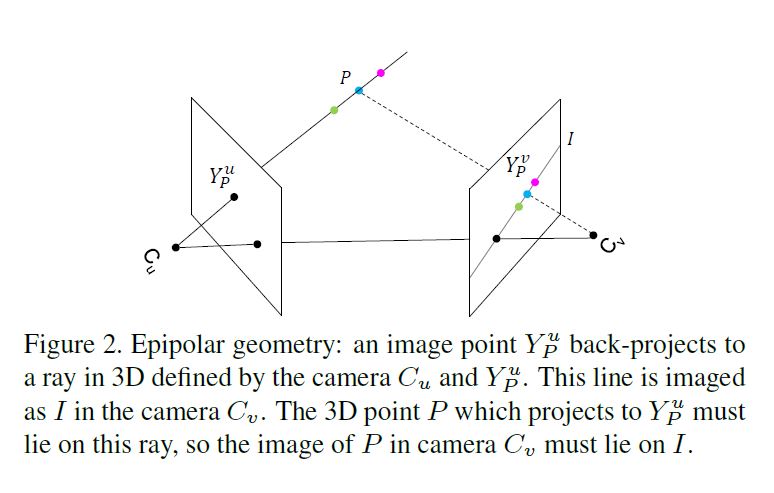 P
I
Y_P^u
Y_P^v
C_u
C_v
Figure 2. Epipolar geometry: an image point Y_P^u back-projects to
a ray in 3D defined by the camera C_u and Y_P^u. This line is imaged
as I in the camera C_v. The 3D point P which projects to Y_P^u must
lie on this ray, so the image of P in camera C_v must lie on I.